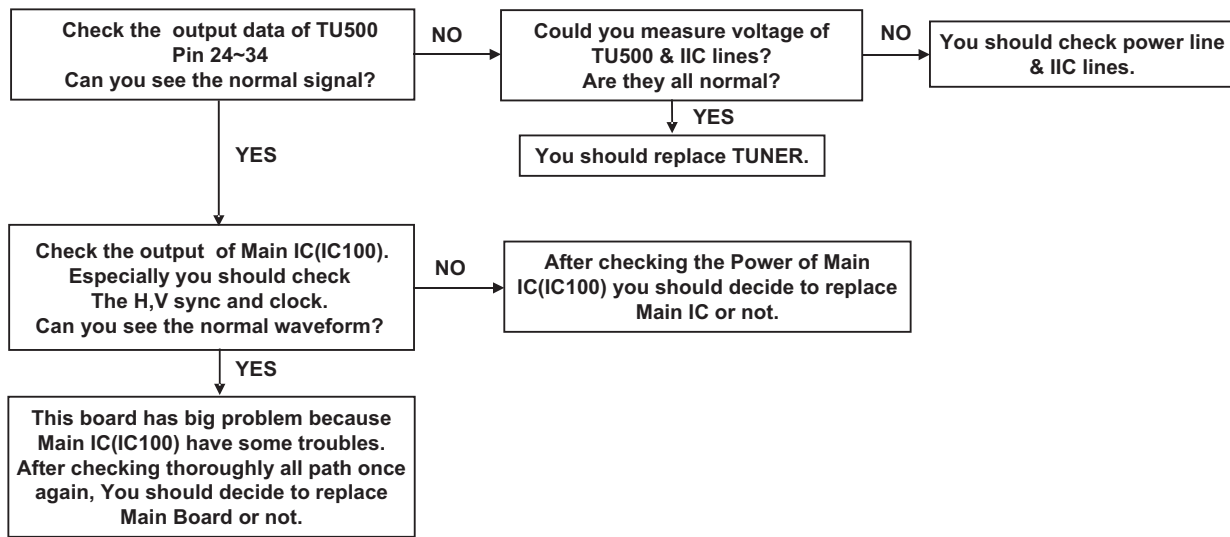 Check the output data of TU500
Pin 24~34
Can you see the normal signal?
NO
Could you measure voltage of
TU500 & IIC lines?
Are they all normal?
NO
You should check power line
& IIC lines.
YES
You should replace TUNER.
YES
Check the output of Main IC(IC100).
Especially you should check
The H,V sync and clock.
Can you see the normal waveform?
NO
After checking the Power of Main
IC(IC100) you should decide to replace
Main IC or not.
YES
This board has big problem because
Main IC(IC100) have some troubles.
After checking thoroughly all path once
again, You should decide to replace
Main Board or not.